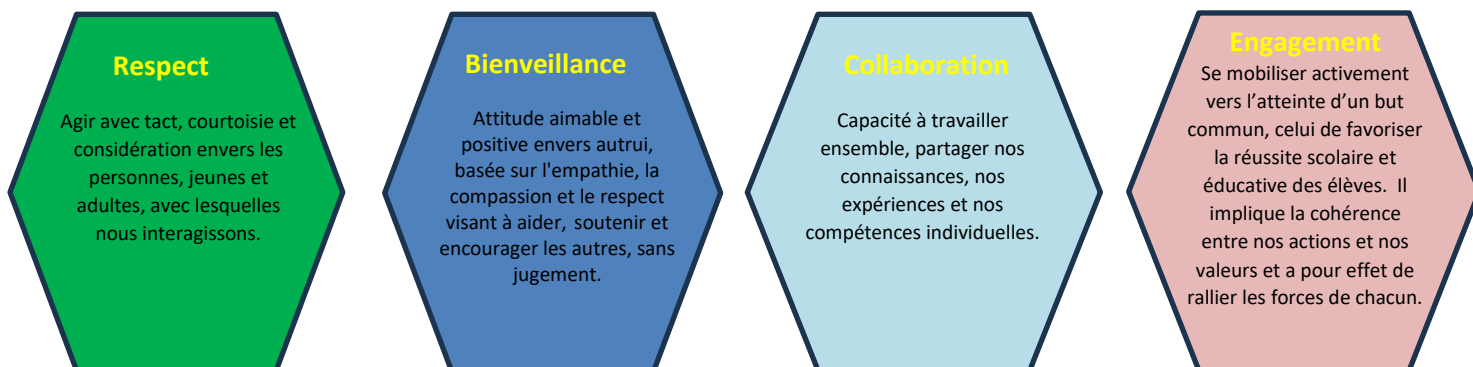 Respect
Agir avec tact, courtoisie et
considération envers les
personnes, jeunes et
adultes, avec lesquelles
nous interagissons.
Bienveillance
Attitude aimable et
positive envers autrui,
basée sur l'empathie, la
compassion et le respect
visant à aider, soutenir et
encourager les autres, sans
jugement.
Collaboration
Capacité à travailler
ensemble, partager nos
connaissances, nos
expériences et nos
compétences individuelles.
Engagement
Se mobiliser activement
vers l’atteinte d’un but
commun, celui de favoriser
la réussite scolaire et
éducative des élèves. Il
implique la cohérence
entre nos actions et nos
valeurs et a pour effet de
rallier les forces de chacun.